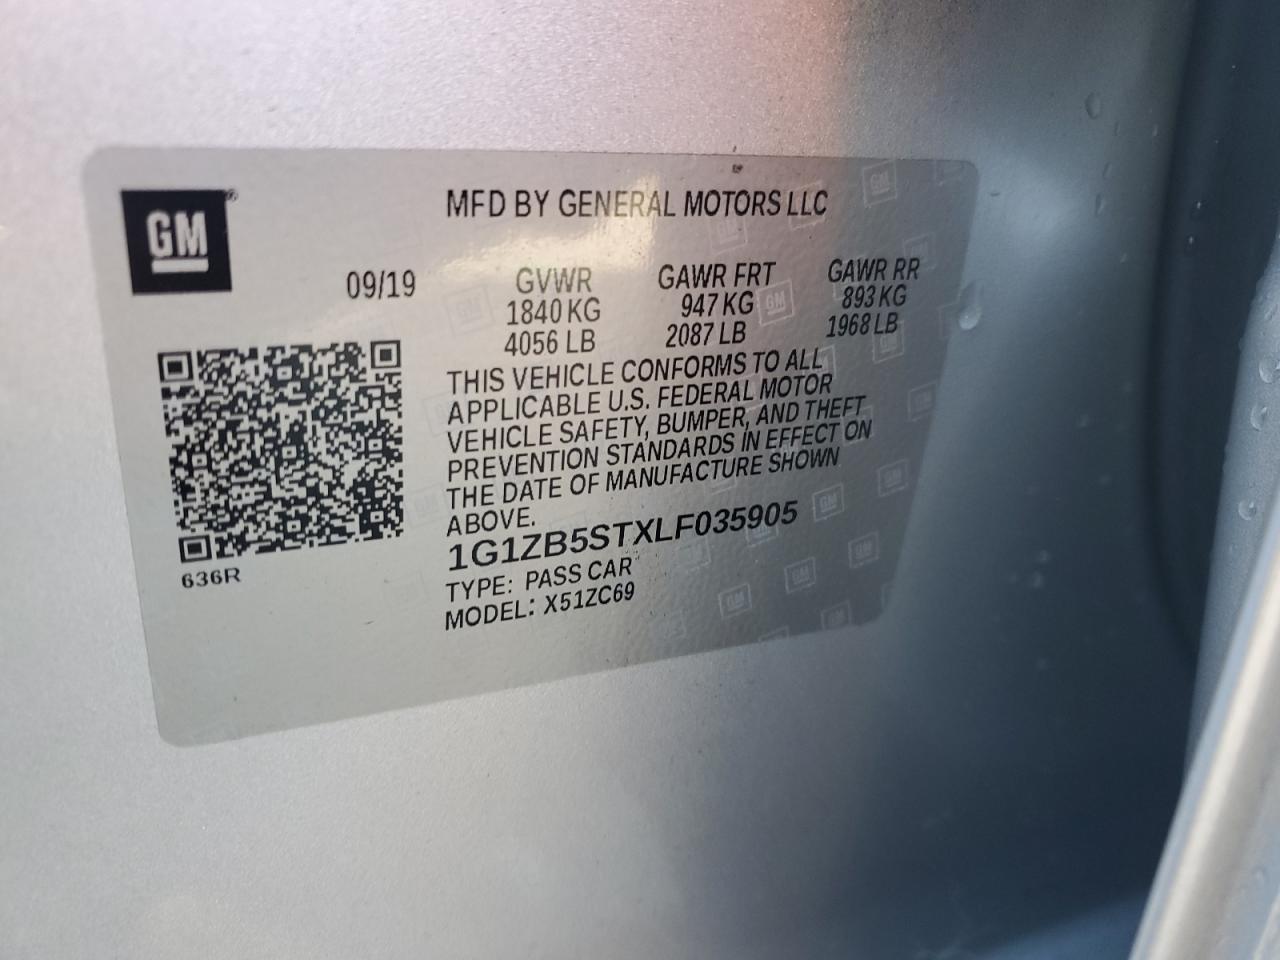 GM
MFD BY GENERAL MOTORS LLC
09/19 GVWR GAWR FRT GAWR RR
1840 KG 947 KG 893 KG
4056 LB 2087 LB 1968 LB
THIS VEHICLE CONFORMS TO ALL
APPLICABLE U.S. FEDERAL MOTOR
VEHICLE SAFETY, BUMPER, AND THEFT
PREVENTION STANDARDS IN EFFECT ON
THE DATE OF MANUFACTURE SHOWN
ABOVE.
1G1ZB5STXLF035905
636R
TYPE: PASS CAR
MODEL: X51ZC69